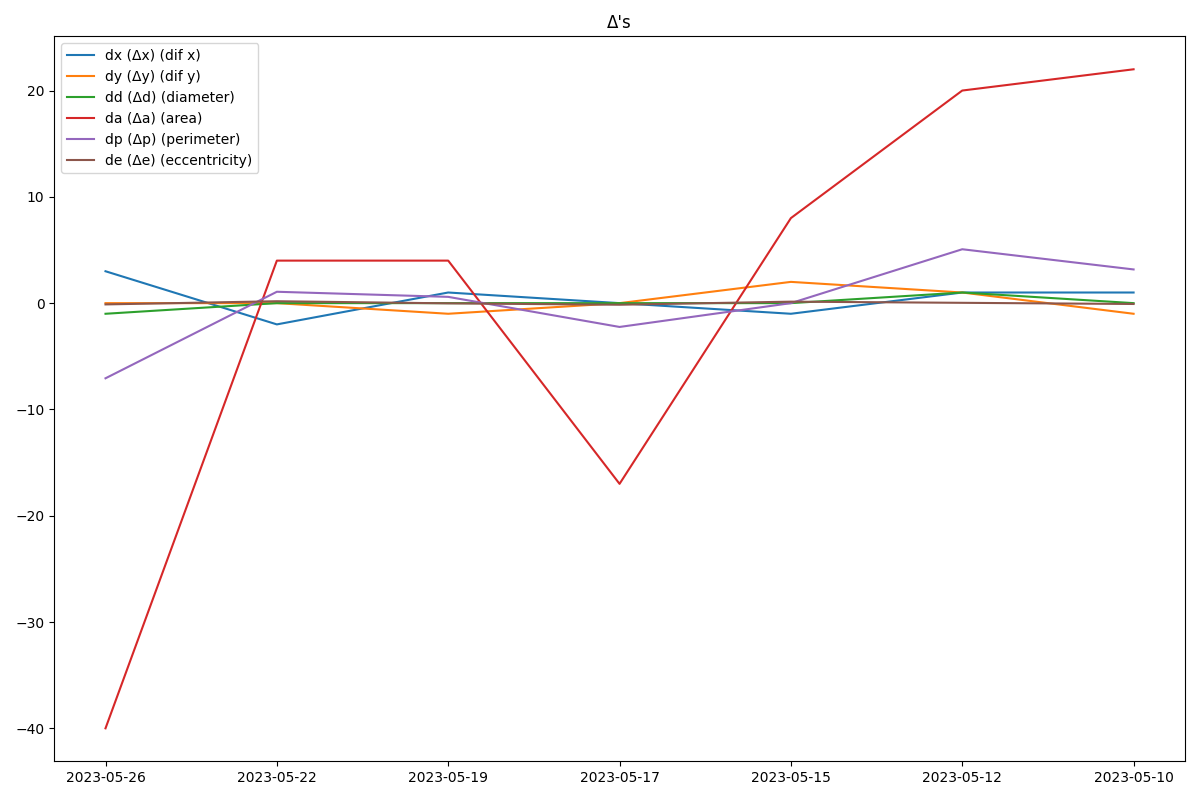 Δ's
dx (Δx) (dif x)
dy (Δy) (dif y)
dd (Δd) (diameter)
da (Δa) (area)
dp (Δp) (perimeter)
de (Δe) (eccentricity)
20
10
0
−10
−20
−30
−40
2023-05-26 2023-05-22 2023-05-19 2023-05-17 2023-05-15 2023-05-12 2023-05-10